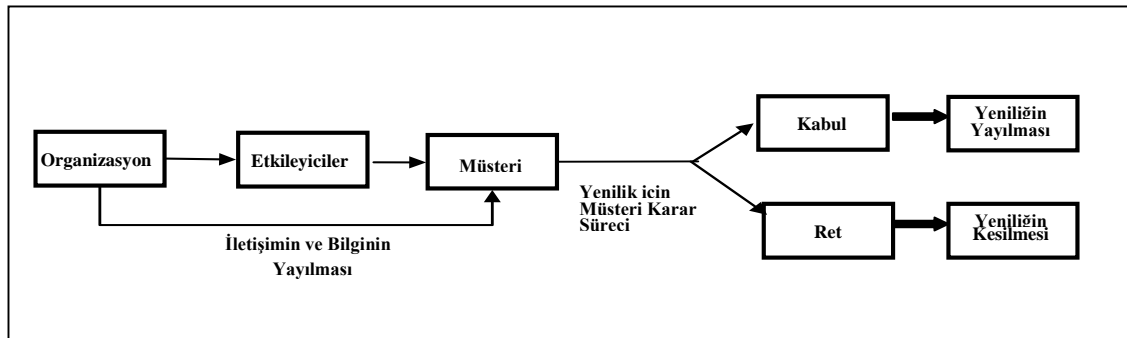 Organizasyon
Etkileyiciler
Müsteri
Kabul
Yeniliğin
Yayılması
İletişimin ve Bilginin
Yayılması
Yenilik icin
Müsteri Karar
Süreci
Ret
Yeniliğin
Kesilmesi